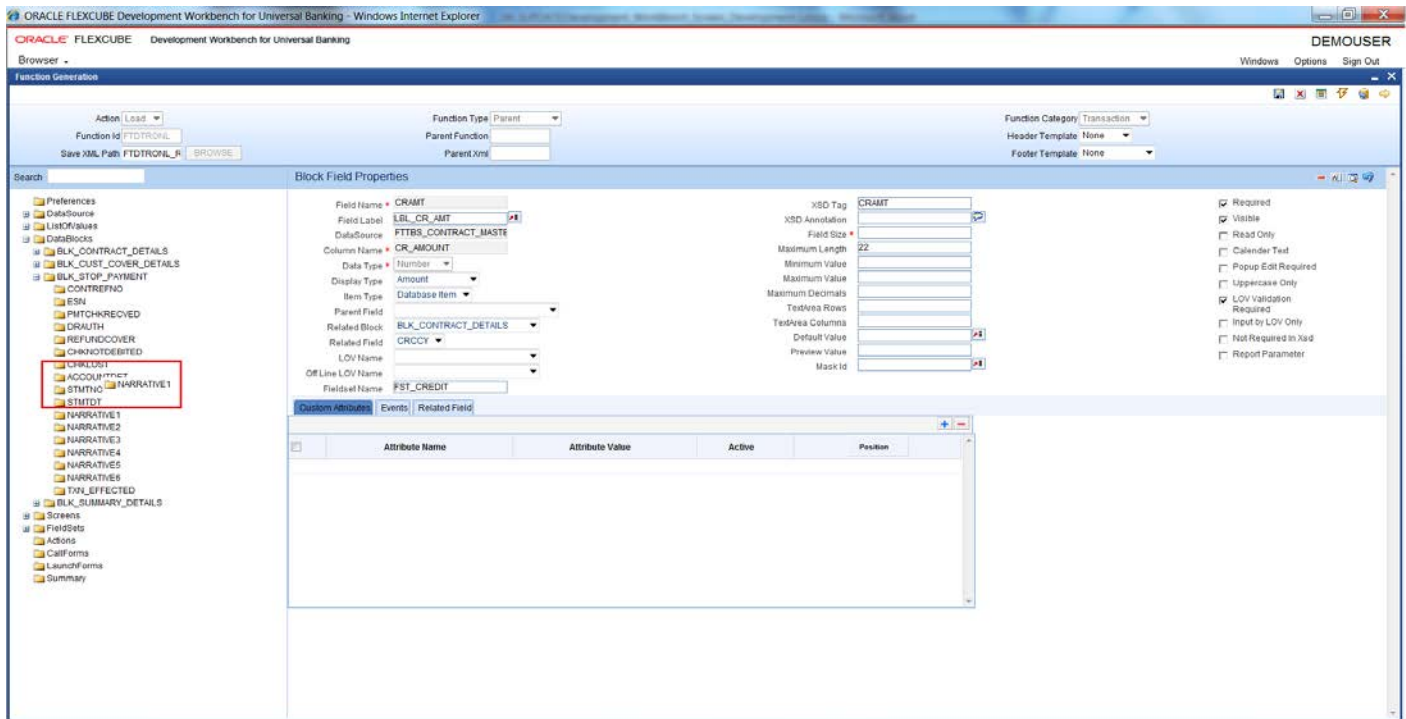 ORACLE FLEXCUBE Development Workbench for Universal Banking - Windows Internet Explorer
ORACLE FLEXCUBE Development Workbench for Universal Banking
DEMOUSER
Browser
Windows Options Sign Out
Function Generation
Action Load
Function Type Parent
Function Category Transaction
Function Id FTDTRONL
Parent Function
Header Template None
Save XML Path FTDTRONL_R BROWSE
Parent Xml
Footer Template None
Search
Preferences
DataSource
ListOfValues
DataBlocks
BLK_CONTRACT_DETAILS
BLK_CUST_COVER_DETAILS
BLK_STOP_PAYMENT
CONTREFNO
ESN
PMTCHKRECVED
DRAUTH
REFUNDCOVER
CHKNOTDEBITED
CHKLOST
NARRATIVE1
STMTDT
NARRATIVE1
NARRATIVE2
NARRATIVE3
NARRATIVE4
NARRATIVE5
NARRATIVE6
TXN_EFFECTED
BLK_SUMMARY_DETAILS
Screens
FieldSets
Actions
CallForms
LaunchForms
Summary
Block Field Properties
Field Name * CRAMT
Field Label LBL_CR_AMT
DataSource FTTBS_CONTRACT_MASTE
Column Name * CR_AMOUNT
Data Type * Number
Display Type Amount
Item Type Database Item
Parent Field
Related Block BLK_CONTRACT_DETAILS
Related Field CRCCY
LOV Name
Off Line LOV Name
Fieldset Name FST_CREDIT
XSD Tag CRAMT
XSD Annotation
Field Size *
Maximum Length 22
Minimum Value
Maximum Value
Maximum Decimals
TextArea Rows
TextArea Columns
Default Value
Preview Value
Mask Id
Required
Visible
Read Only
Calender Text
Popup Edit Required
Uppercase Only
LOV Validation
Required
Input by LOV Only
Not Required In Xsd
Report Parameter
Custom Attributes Events Related Field
Attribute Name Attribute Value Active Position